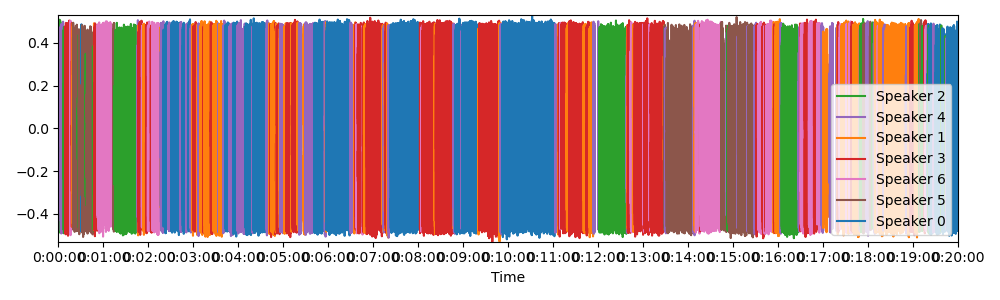 0.4
0.2
0.0
−0.2
−0.4
Speaker 2
Speaker 4
Speaker 1
Speaker 3
Speaker 6
Speaker 5
Speaker 0
0:00:00 0:01:00 0:02:00 0:03:00 0:04:00 0:05:00 0:06:00 0:07:00 0:08:00 0:09:00 0:10:00 0:11:00 0:12:00 0:13:00 0:14:00 0:15:00 0:16:00 0:17:00 0:18:00 0:19:00 0:20:00
Time